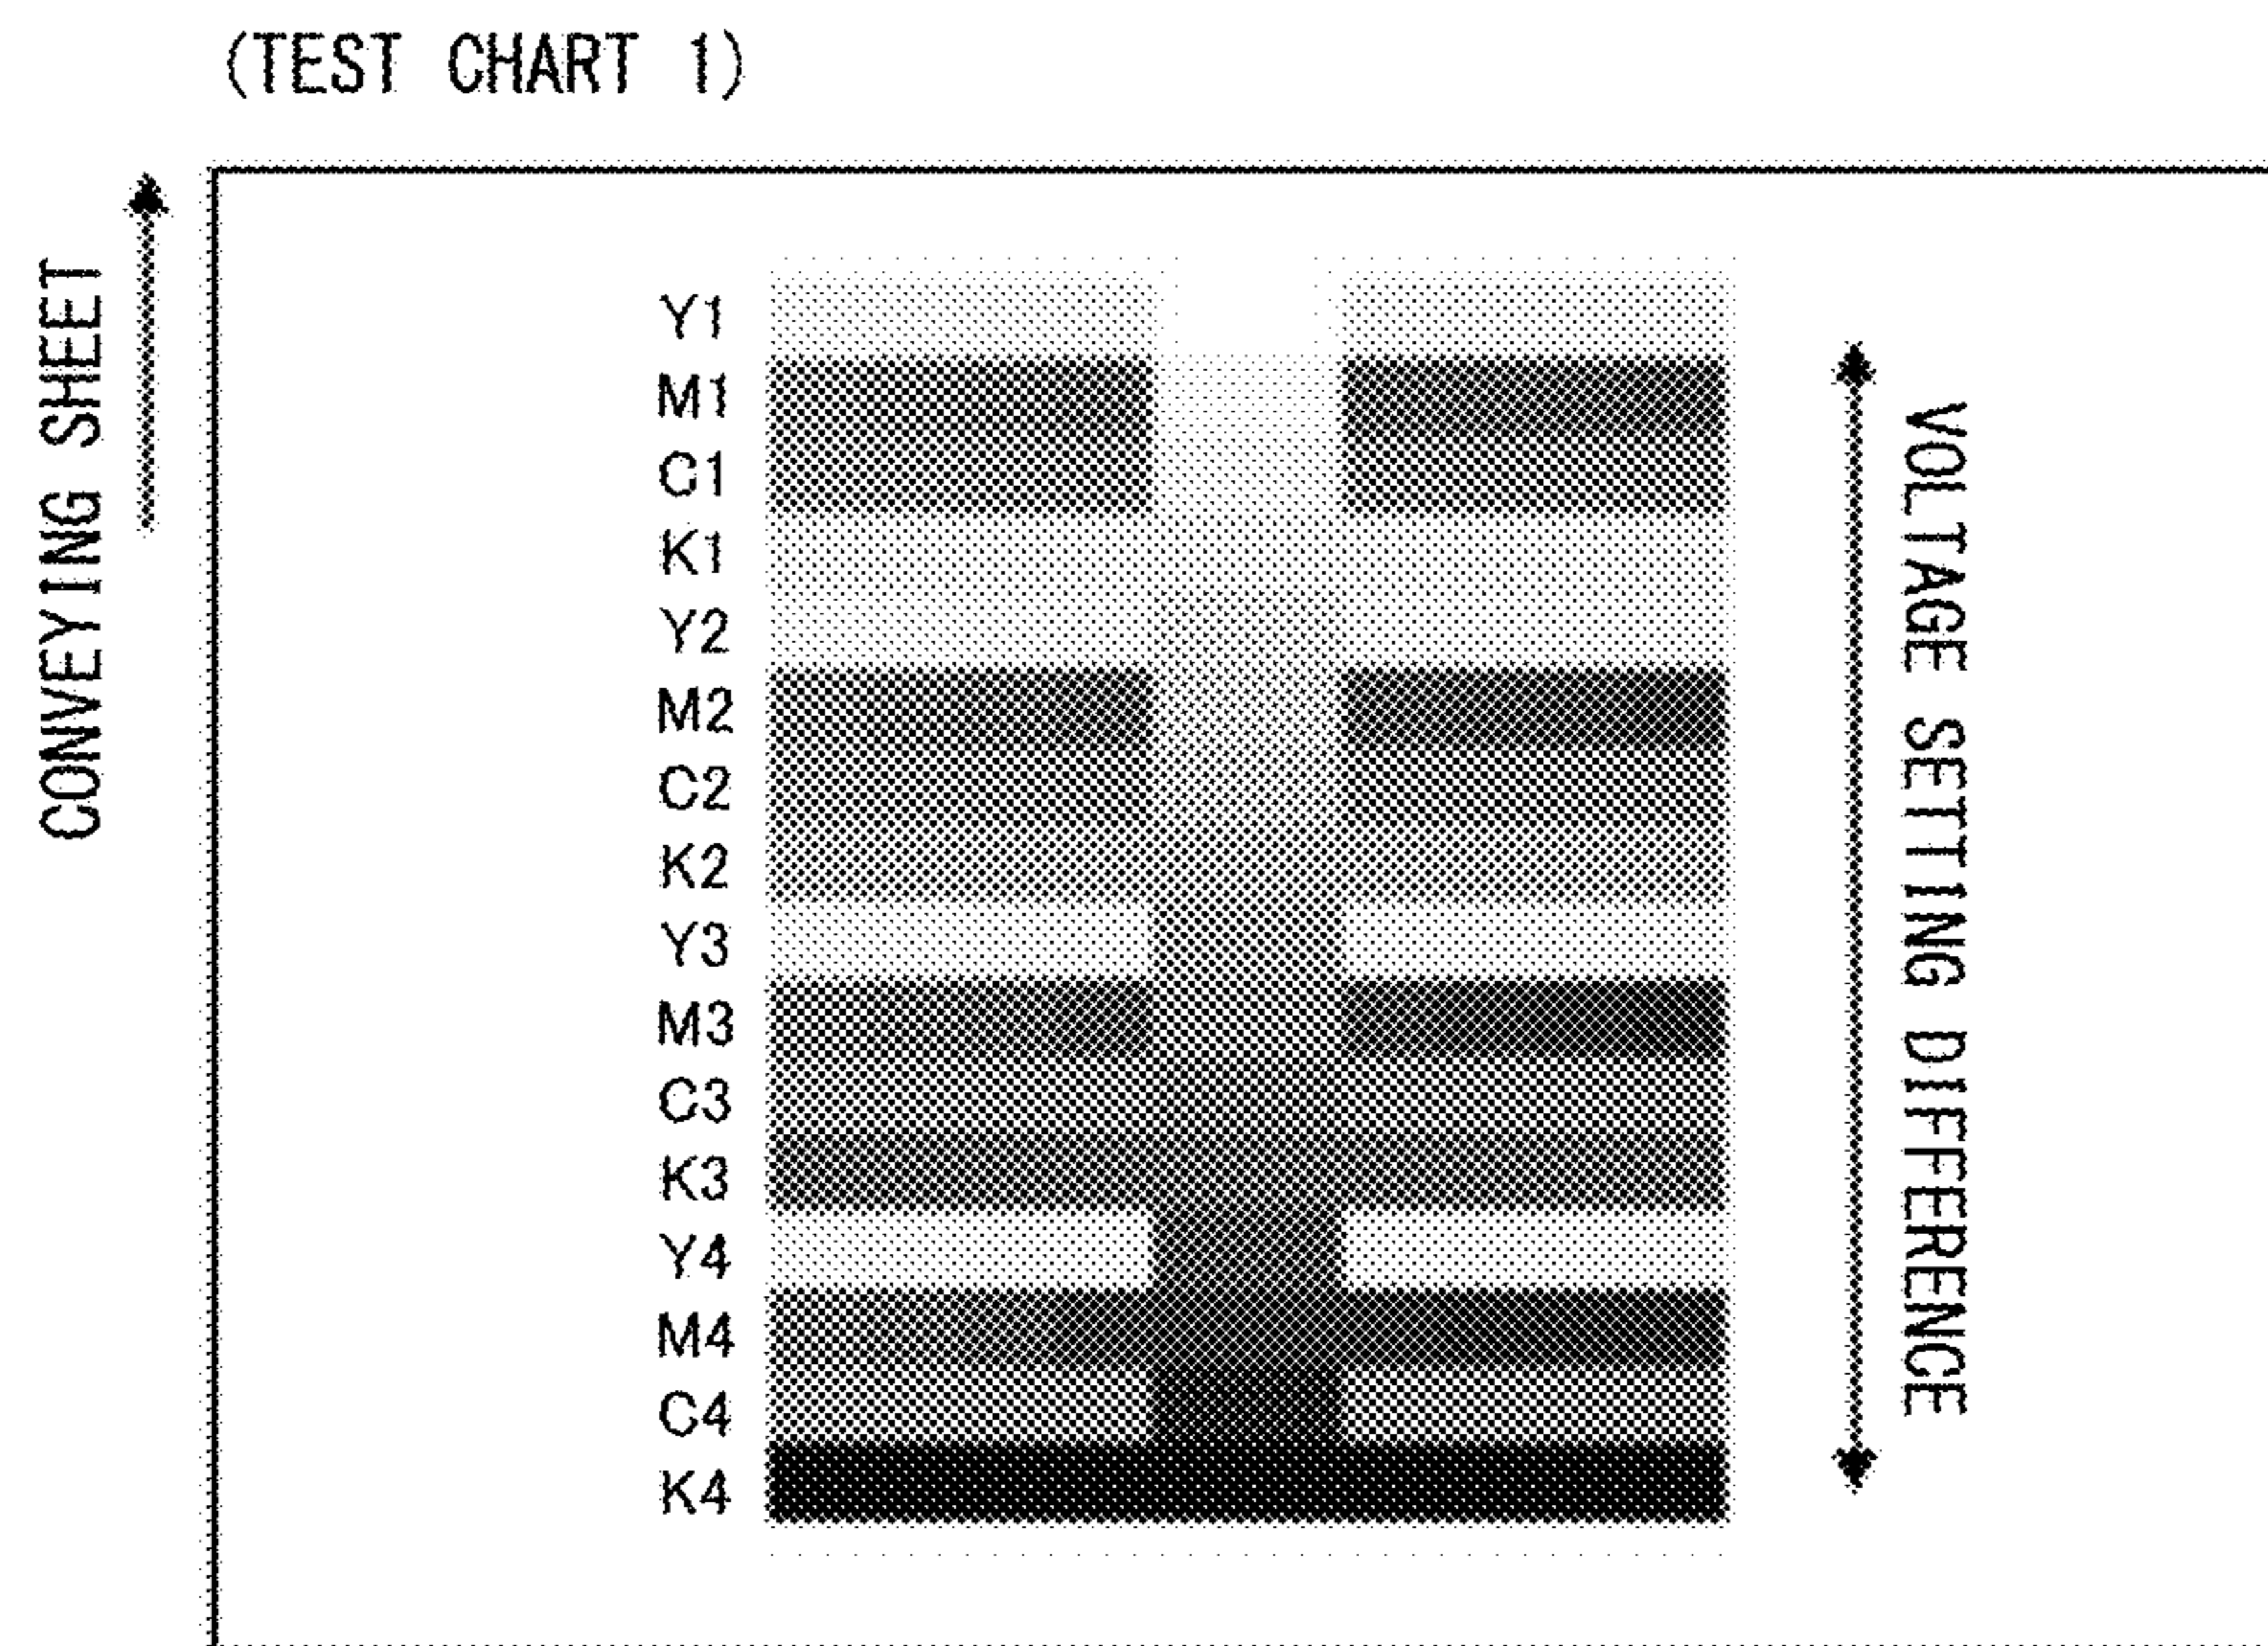 (TEST CHART 1)
CONVEYING SHEET
Y1
M1
C1
K1
Y2
M2
C2
K2
Y3
M3
C3
K3
Y4
M4
C4
K4
VOLTAGE SETTING DIFFERENCE